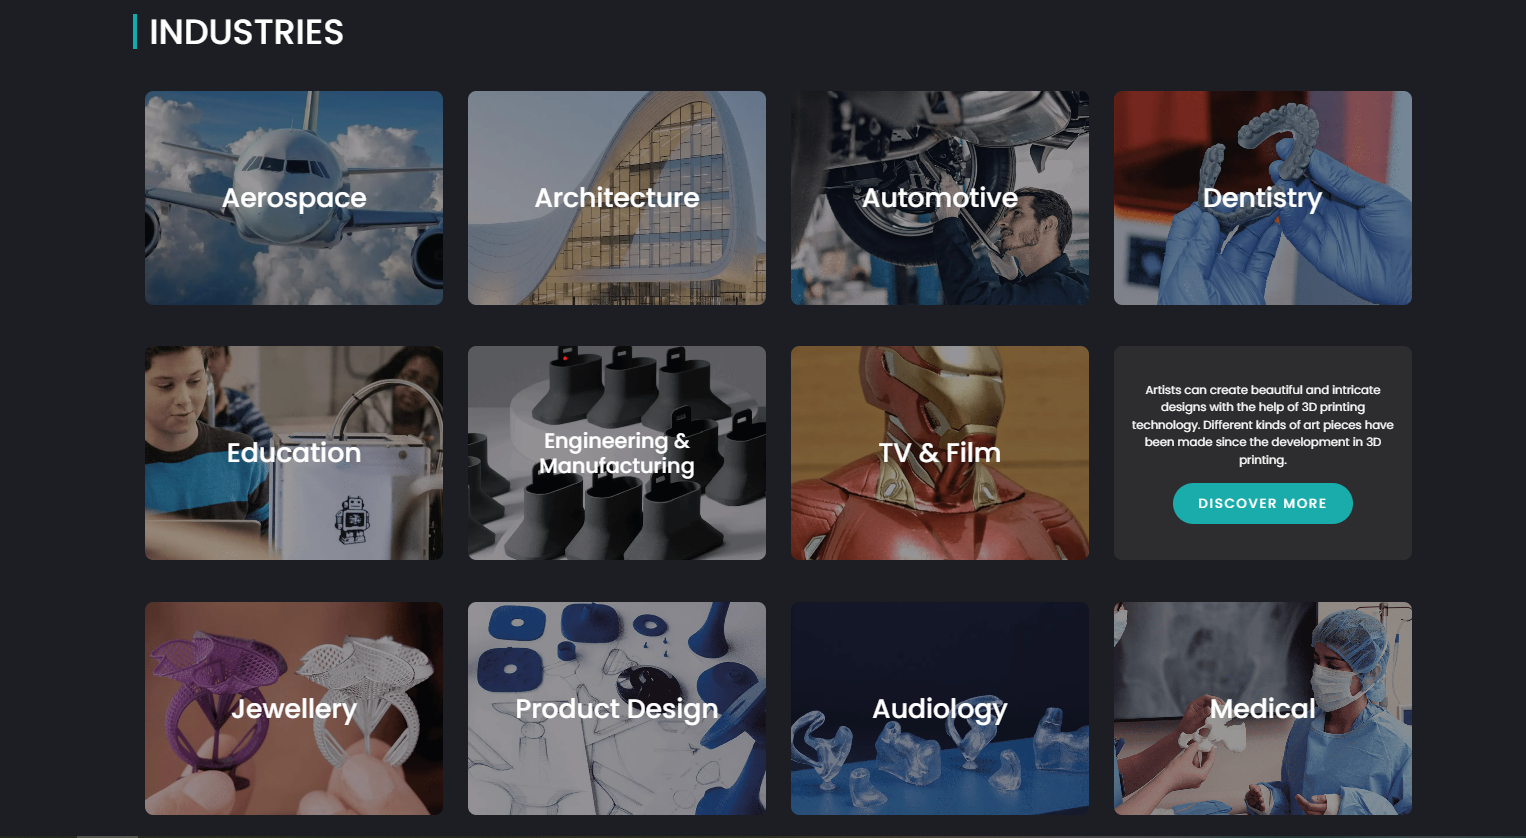 INDUSTRIES
Aerospace
Architecture
Automotive
Dentistry
Education
Engineering &
Manufacturing
TV & Film
Artists can create beautiful and intricate
designs with the help of 3D printing
technology. Different kinds of art pieces have
been made since the development in 3D
printing.
DISCOVER MORE
Jewellery
Product Design
Audiology
Medical